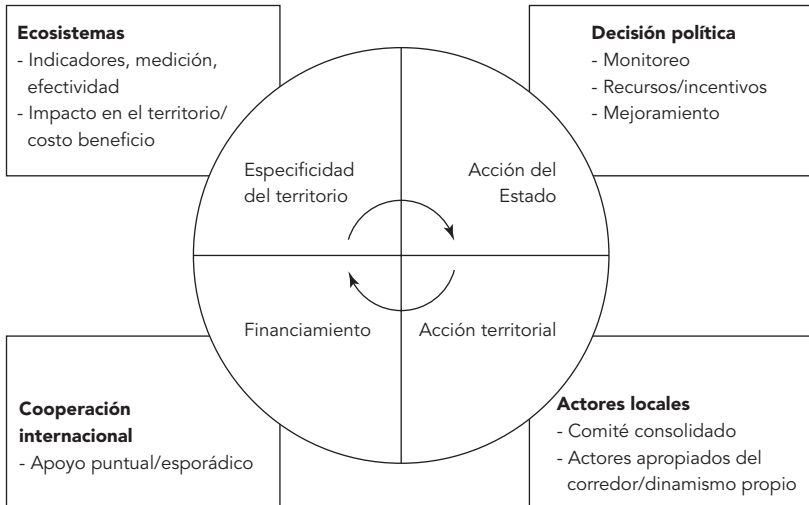 Ecosistemas
- Indicadores, medición,
efectividad
- Impacto en el territorio/
costo beneficio
Decisión política
- Monitoreo
- Recursos/incentivos
- Mejoramiento
Especificidad
del territorio
Acción del
Estado
Financiamiento
Acción territorial
Cooperación
internacional
- Apoyo puntual/esporádico
Actores locales
- Comité consolidado
- Actores apropiados del
corredor/dinamismo propio